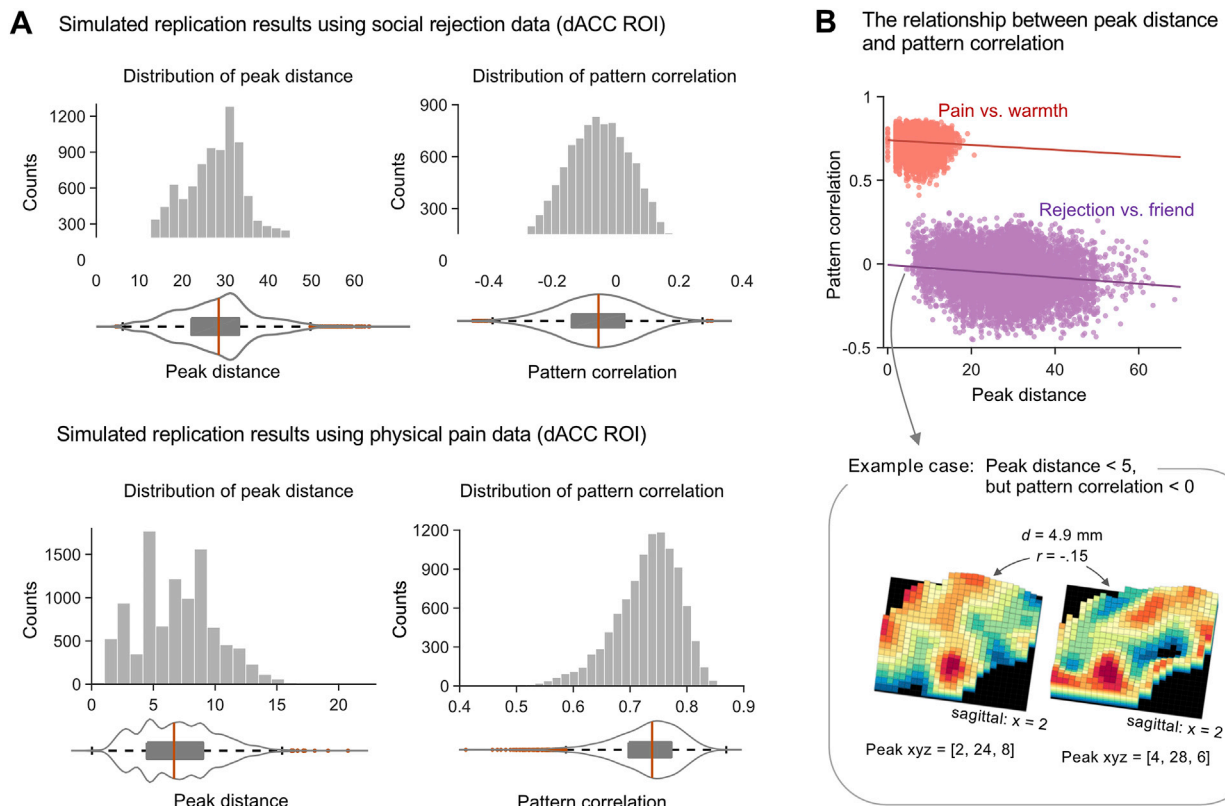 A
Simulated replication results using social rejection data (dACC ROI)
Distribution of peak distance
Counts
1200
900
600
300
0
0 10 20 30 40 50 60
Peak distance
Distribution of pattern correlation
900
600
300
0
-0.4 -0.2 0 0.2 0.4
Pattern correlation
Simulated replication results using physical pain data (dACC ROI)
Distribution of peak distance
Counts
1500
1000
500
0
0 5 10 15 20
Peak distance
Distribution of pattern correlation
Counts
1200
900
600
300
0
0.4 0.5 0.6 0.7 0.8 0.9
Pattern correlation
B
The relationship between peak distance
and pattern correlation
Pattern correlation
1
0.5
0
-0.5
Pain vs. warmth
Rejection vs. friend
0 20 40 60
Peak distance
Example case: Peak distance < 5,
but pattern correlation < 0
d = 4.9 mm
r = -.15
sagittal: x = 2
sagittal: x = 2
Peak xyz = [2, 24, 8]
Peak xyz = [4, 28, 6]